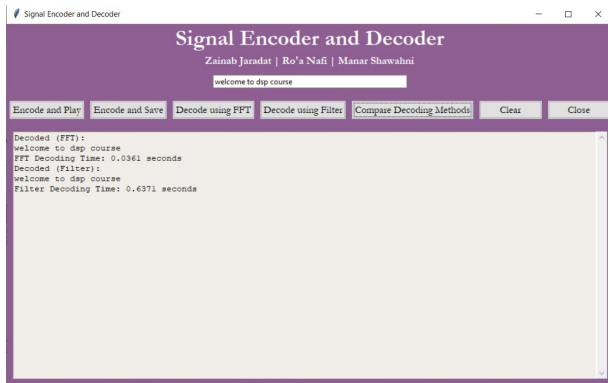 Signal Encoder and Decoder
Signal Encoder and Decoder
Zainab Jaradat | Ro'a Nafi | Manar Shawahni
welcome to dsp course
Encode and Play Encode and Save Decode using FFT Decode using Filter Compare Decoding Methods Clear Close
Decoded (FFT):
welcome to dsp course
FFT Decoding Time: 0.0361 seconds
Decoded (Filter):
welcome to dsp course
Filter Decoding Time: 0.6371 seconds